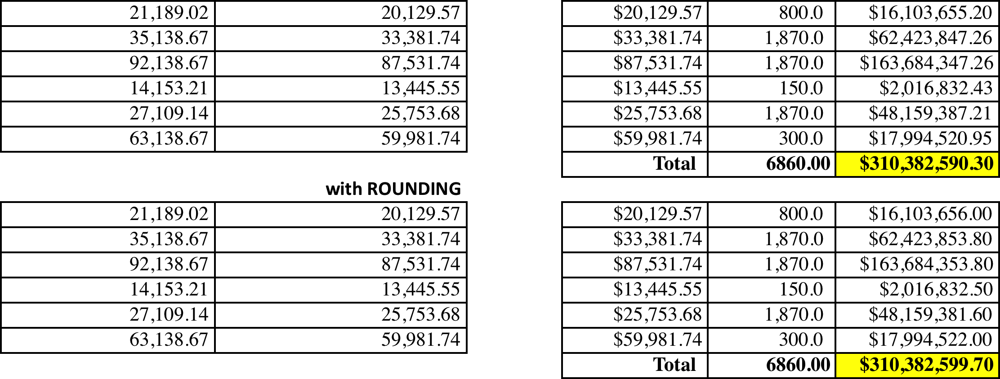 21,189.02 20,129.57 $20,129.57 800.0 $16,103,655.20
35,138.67 33,381.74 $33,381.74 1,870.0 $62,423,847.26
92,138.67 87,531.74 $87,531.74 1,870.0 $163,684,347.26
14,153.21 13,445.55 $13,445.55 150.0 $2,016,832.43
27,109.14 25,753.68 $25,753.68 1,870.0 $48,159,387.21
63,138.67 59,981.74 $59,981.74 300.0 $17,994,520.95
Total 6860.00 $310,382,590.30
with ROUNDING
21,189.02 20,129.57 $20,129.57 800.0 $16,103,656.00
35,138.67 33,381.74 $33,381.74 1,870.0 $62,423,853.80
92,138.67 87,531.74 $87,531.74 1,870.0 $163,684,353.80
14,153.21 13,445.55 $13,445.55 150.0 $2,016,832.50
27,109.14 25,753.68 $25,753.68 1,870.0 $48,159,381.60
63,138.67 59,981.74 $59,981.74 300.0 $17,994,522.00
Total 6860.00 $310,382,599.70